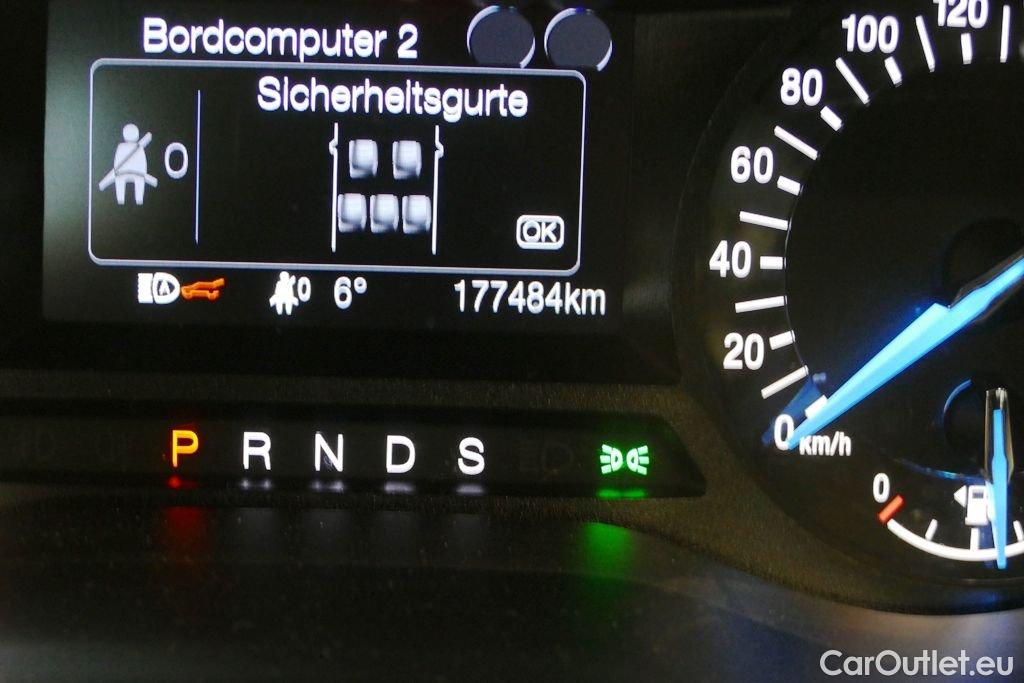 Bordcomputer 2
Sicherheitsgurte
0
OK
0 6° 177484km
P R N D S
120
100
80
60
40
20
0 km/h
0
CarOutlet.eu